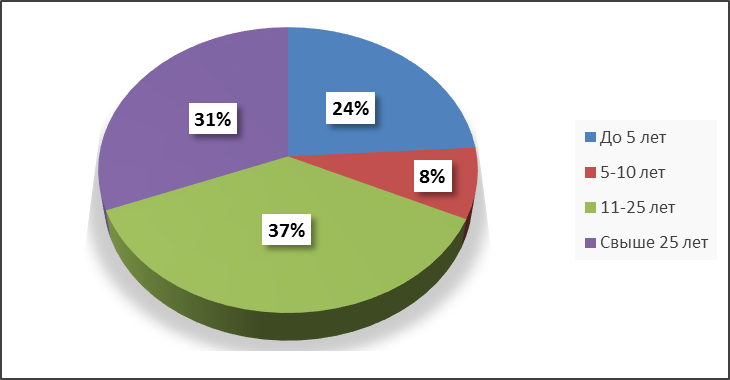 24%
31%
8%
37%
До 5 лет
5-10 лет
11-25 лет
Свыше 25 лет